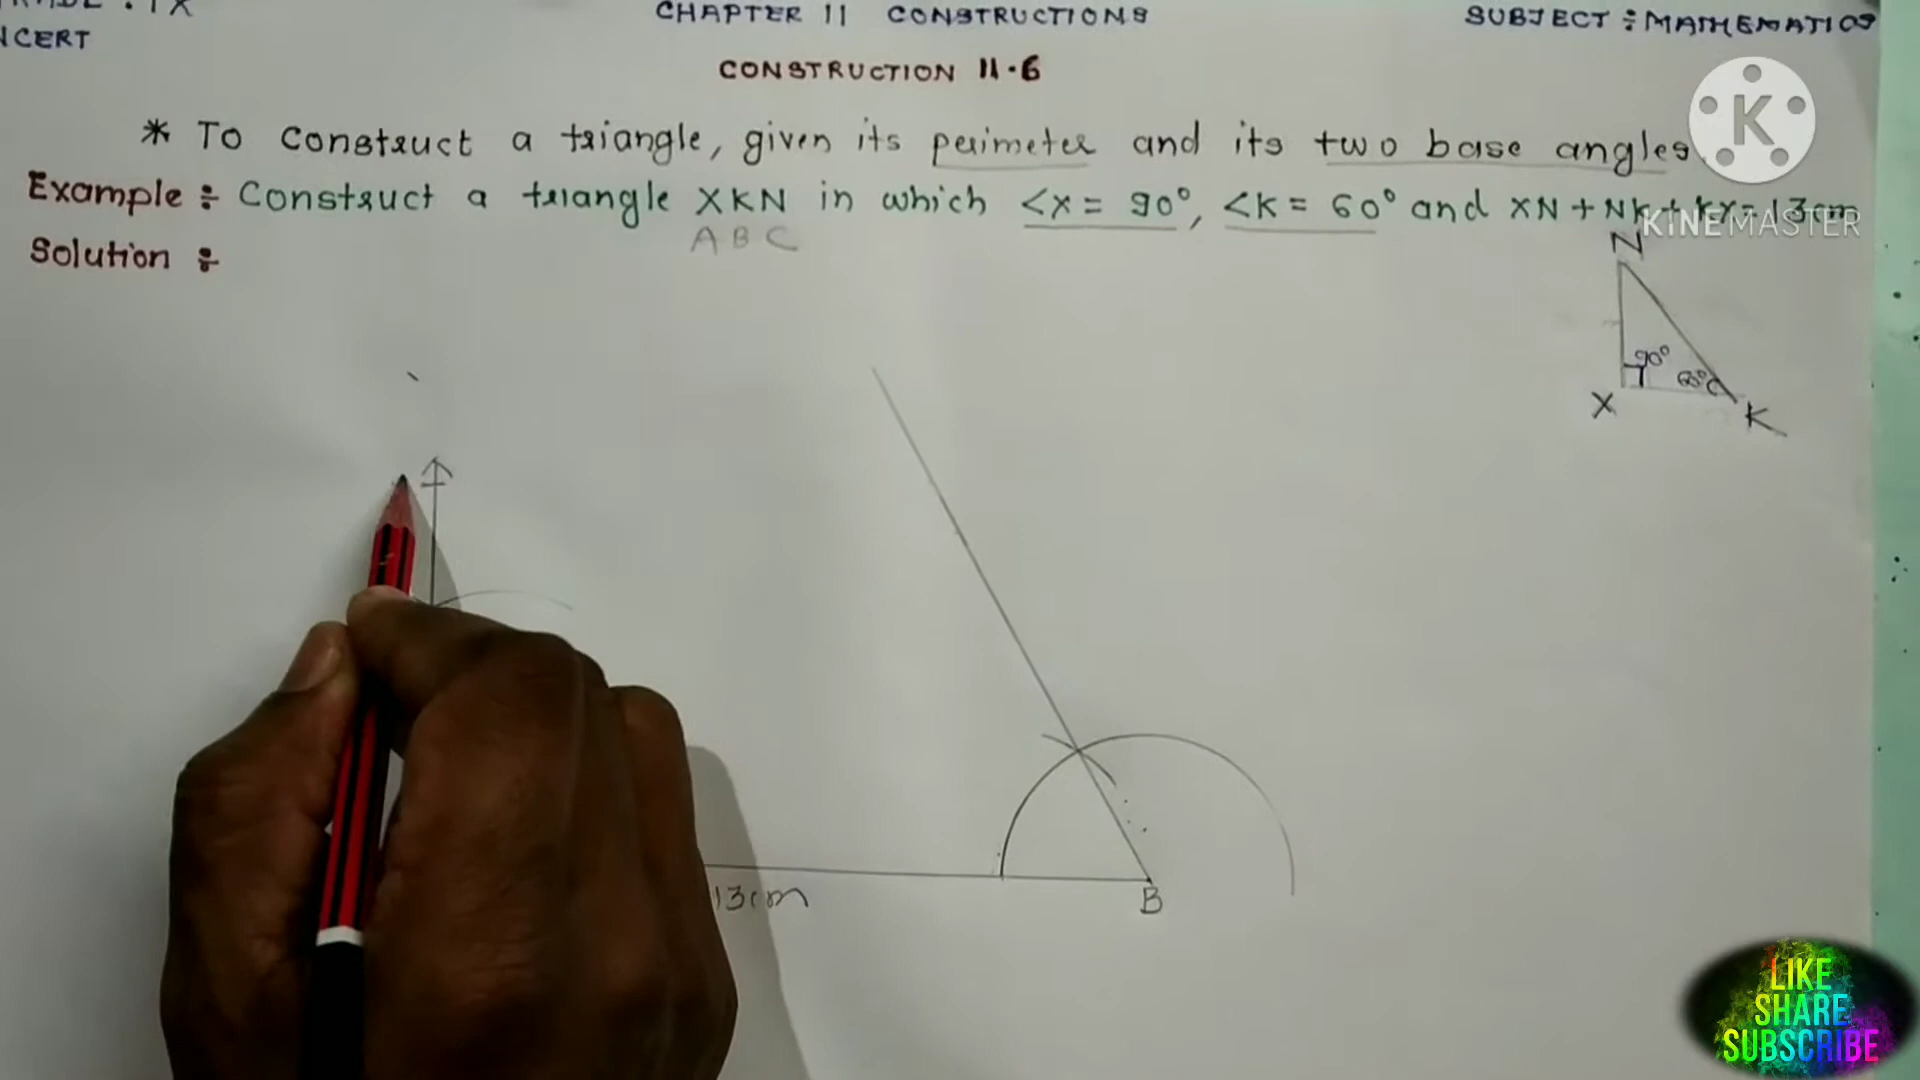 : IX
CHAPTER 11 CONSTRUCTIONS
SUBJECT ÷ MATHEMATICS
NCERT
CONSTRUCTION 11.6
K
* To construct a triangle, given its perimeter and its two base angles.
Example ÷ Construct a triangle XKN in which <X = 90°, <K = 60° and XN + NK + KX = 13cm
KINEMASTER
A B C
Solution ÷
N
90°
60°
X
K
13cm
B
LIKE
SHARE
SUBSCRIBE